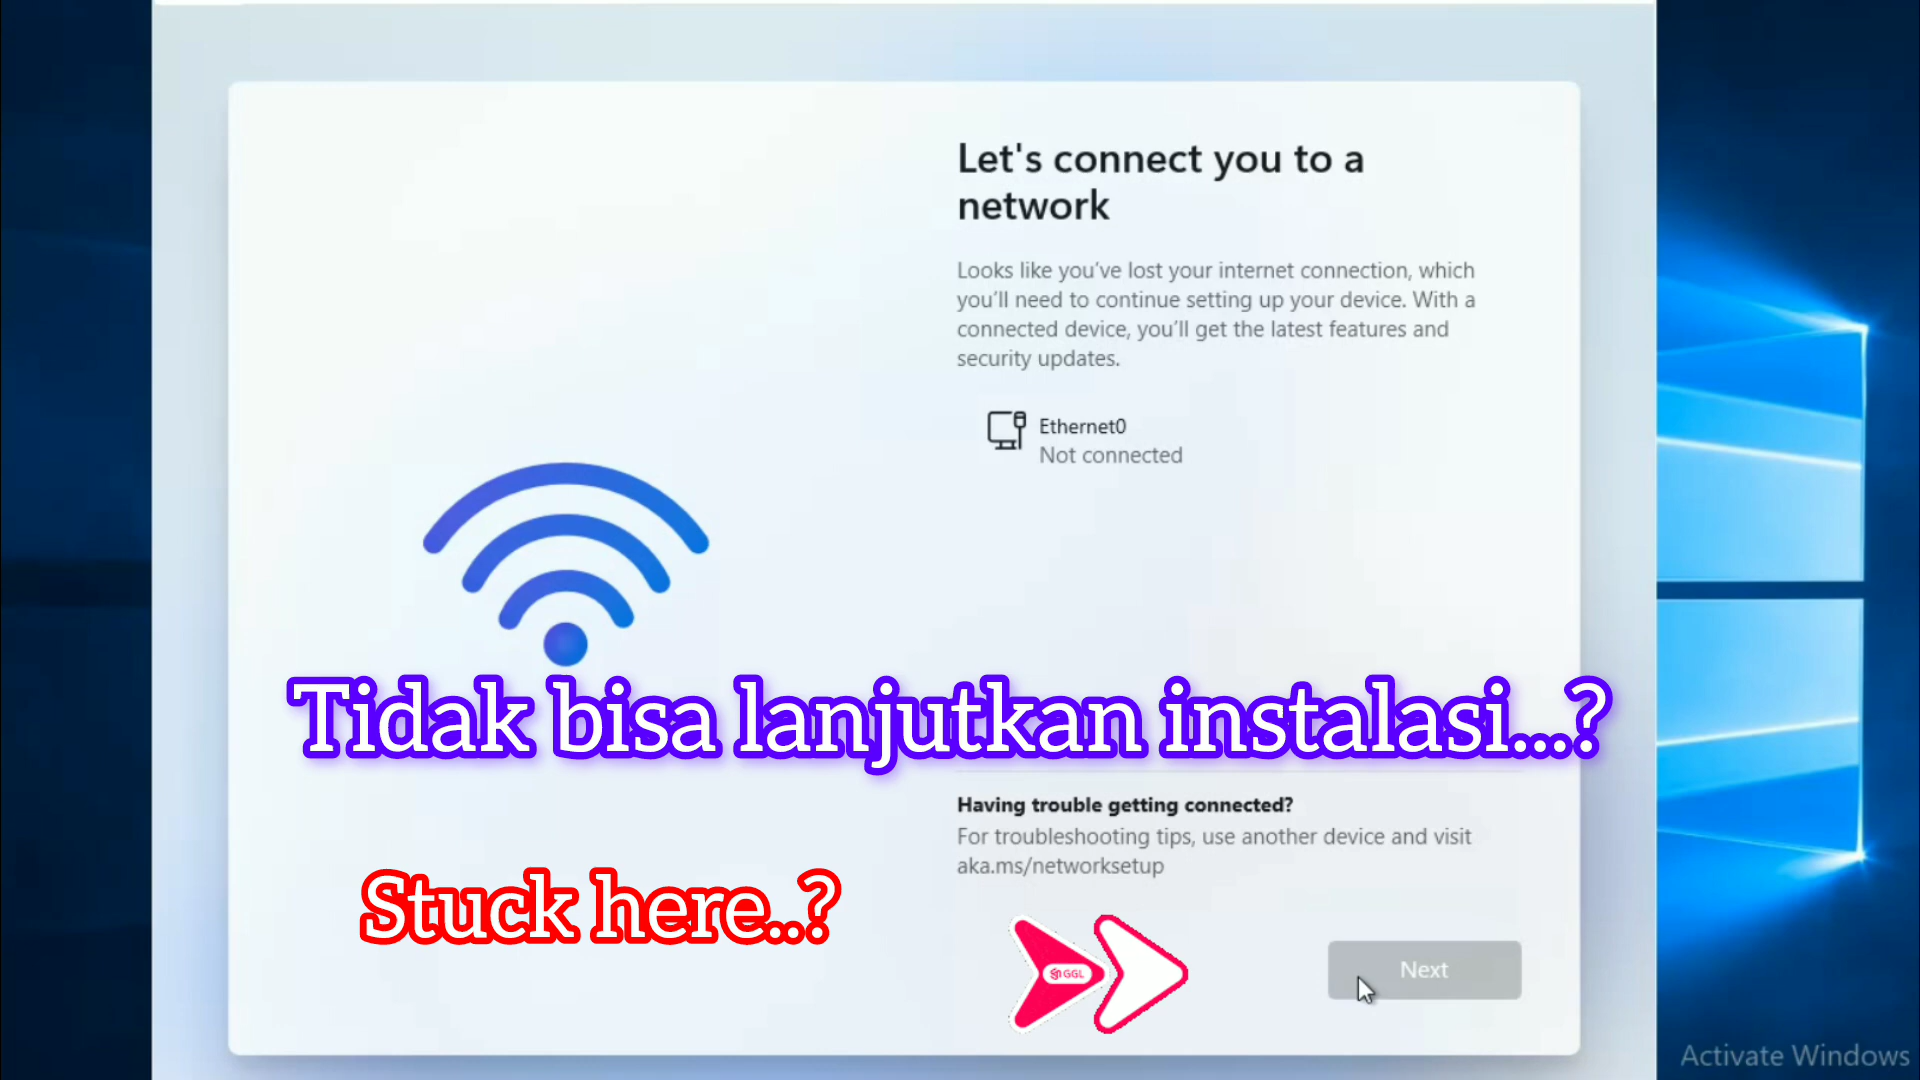 Let's connect you to a
network
Looks like you've lost your internet connection, which
you'll need to continue setting up your device. With a
connected device, you'll get the latest features and
security updates.
Ethernet0
Not connected
Tidak bisa lanjutkan instalasi...?
Having trouble getting connected?
For troubleshooting tips, use another device and visit
aka.ms/networksetup
Stuck here..?
GGL
Next
Activate Windows